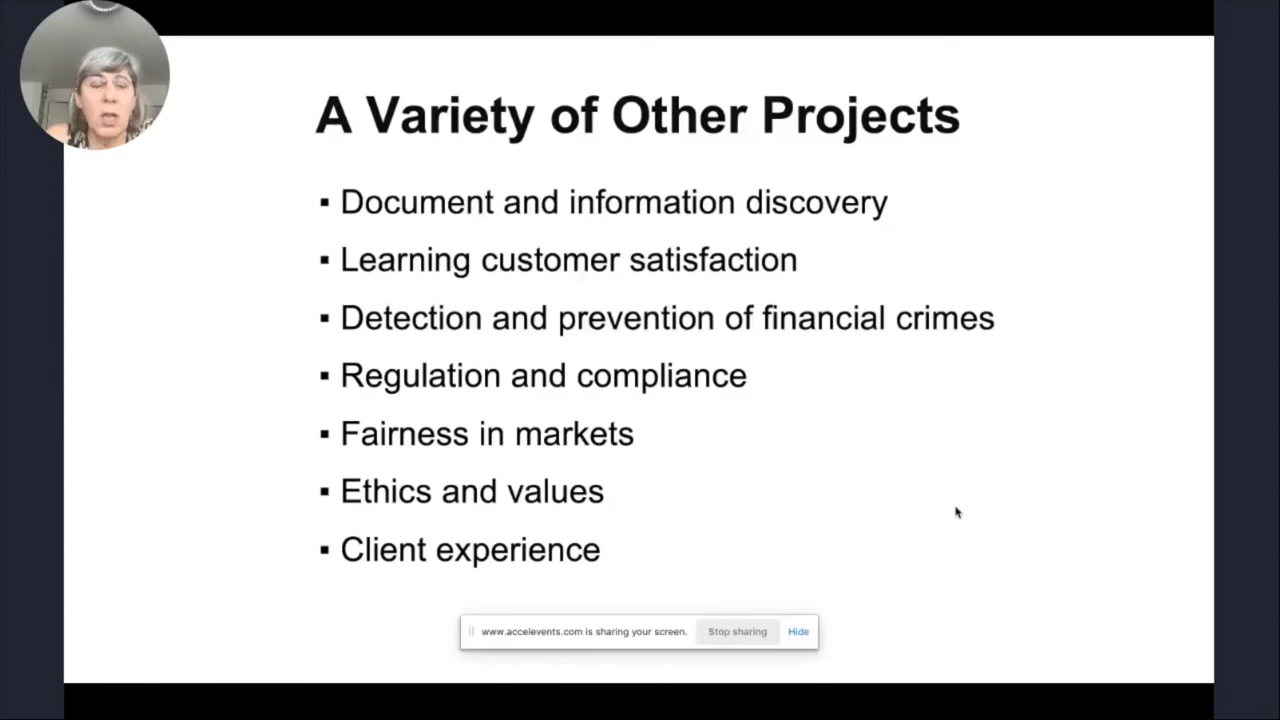 A Variety of Other Projects
▪ Document and information discovery
▪ Learning customer satisfaction
▪ Detection and prevention of financial crimes
▪ Regulation and compliance
▪ Fairness in markets
▪ Ethics and values
▪ Client experience
www.accelevents.com is sharing your screen. Stop sharing Hide